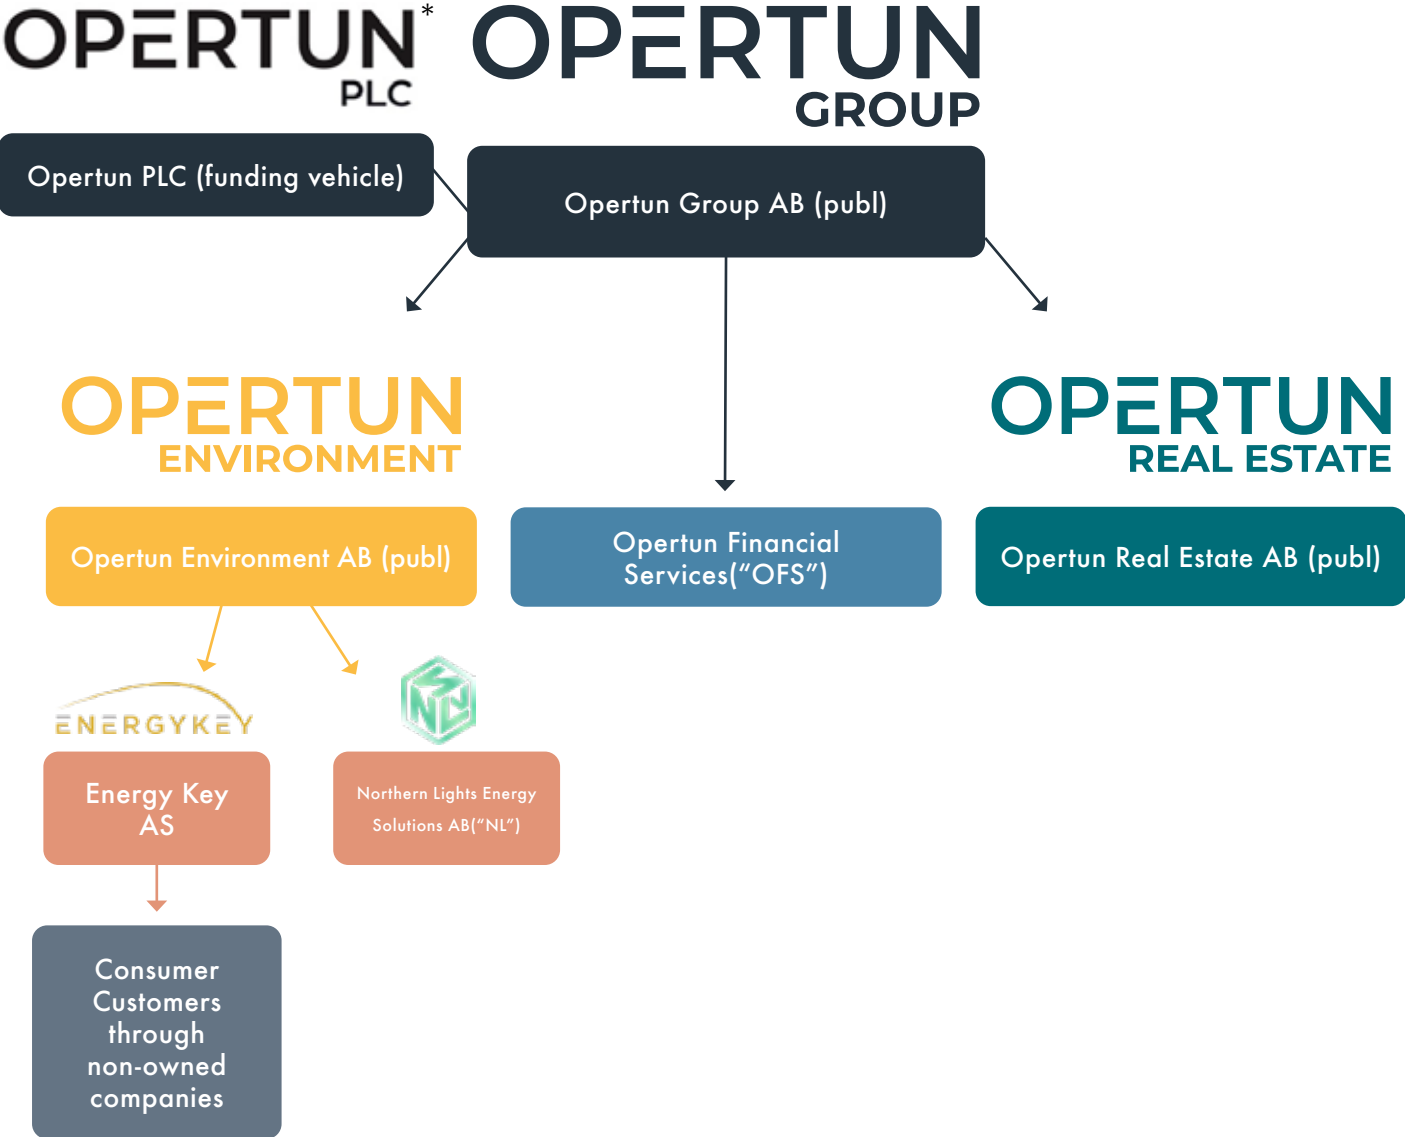 OPERTUN*
PLC
OPERTUN
GROUP
Opertun PLC (funding vehicle)
Opertun Group AB (publ)
OPERTUN
ENVIRONMENT
OPERTUN
REAL ESTATE
Opertun Environment AB (publ)
Opertun Financial
Services(“OFS”)
Opertun Real Estate AB (publ)
ENERGYKEY
Energy Key
AS
Northern Lights Energy
Solutions AB(“NL”)
Consumer
Customers
through
non-owned
companies